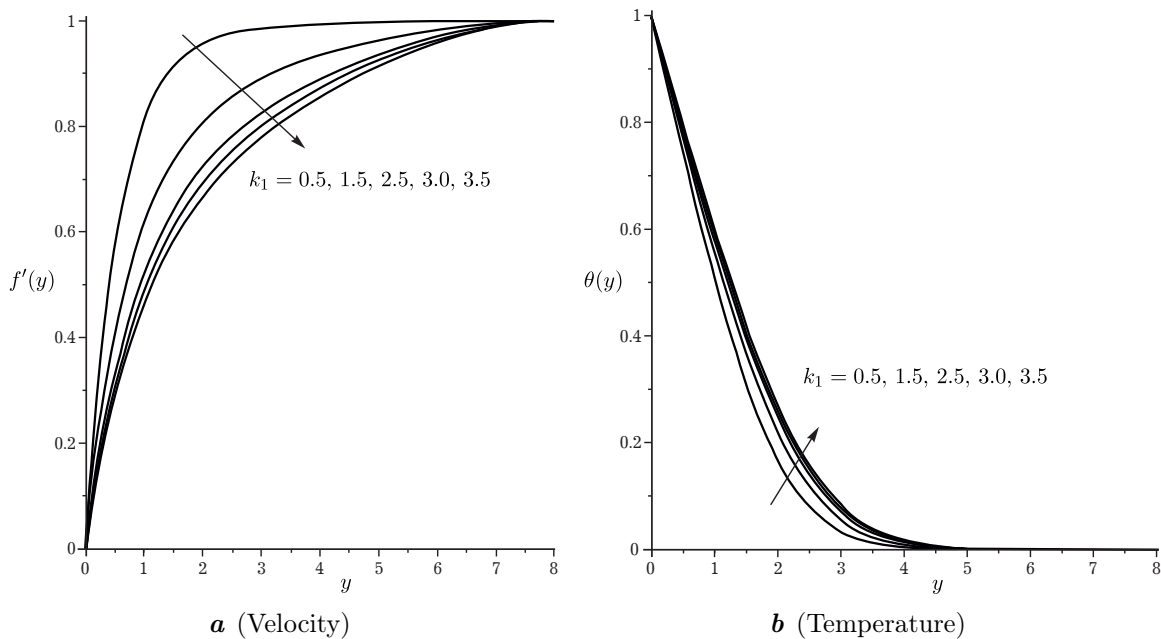 1
0.8
0.6
f′(y)
0.4
0.2
0
0 1 2 3 4 5 6 7 8
y
k₁ = 0.5, 1.5, 2.5, 3.0, 3.5
a (Velocity)
1
0.8
0.6
θ(y)
0.4
0.2
0
0 1 2 3 4 5 6 7 8
y
k₁ = 0.5, 1.5, 2.5, 3.0, 3.5
b (Temperature)